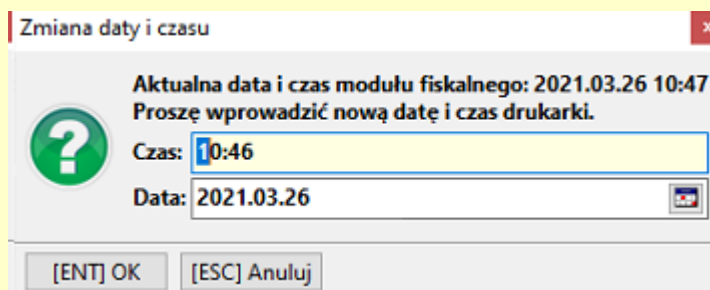 Zmiana daty i czasu
x
Aktualna data i czas modułu fiskalnego: 2021.03.26 10:47
Proszę wprowadzić nową datę i czas drukarki.
Czas: 10:46
Data: 2021.03.26
[ENT] OK [ESC] Anuluj